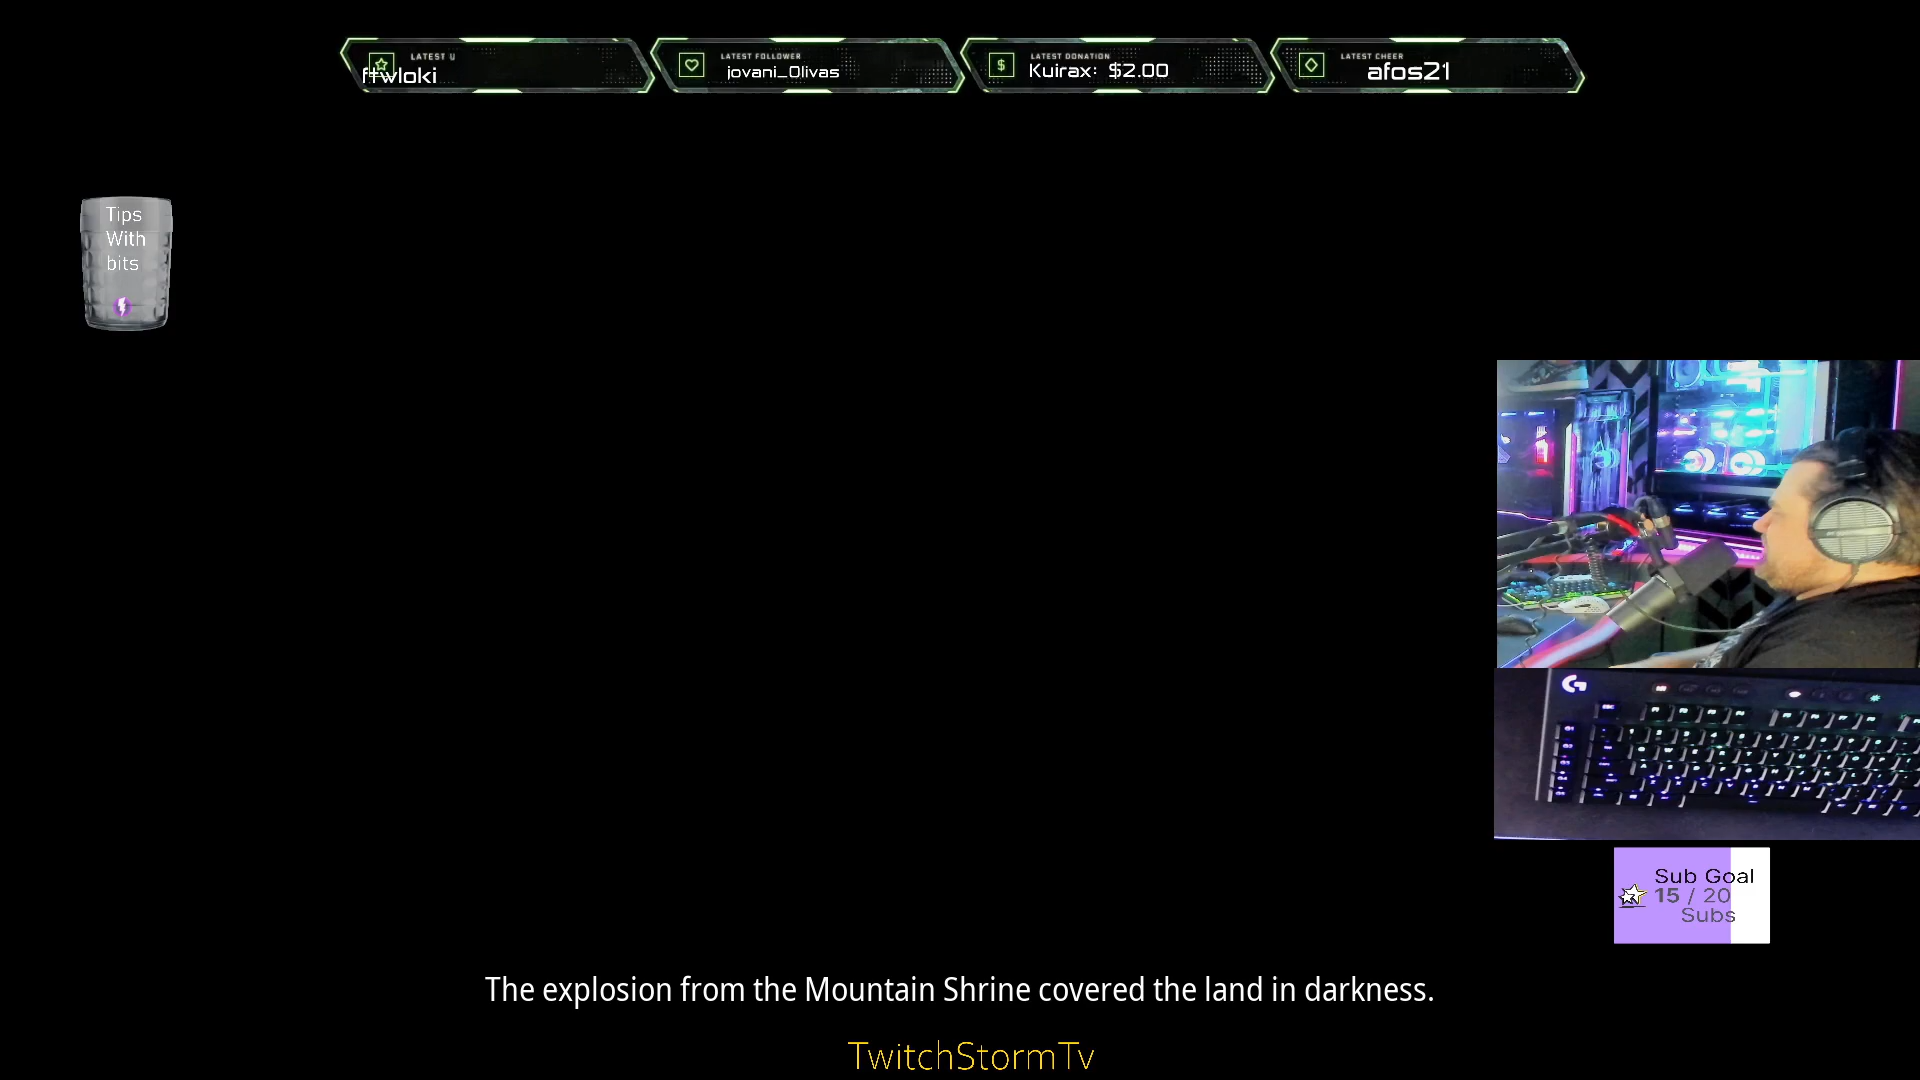 LATEST U
ftwloki
LATEST FOLLOWER
jovani_Olivas
LATEST DONATION
Kuirax: $2.00
LATEST CHEER
afos21
Tips
With
bits
Sub Goal
15 / 20
Subs
The explosion from the Mountain Shrine covered the land in darkness.
TwitchStormTv